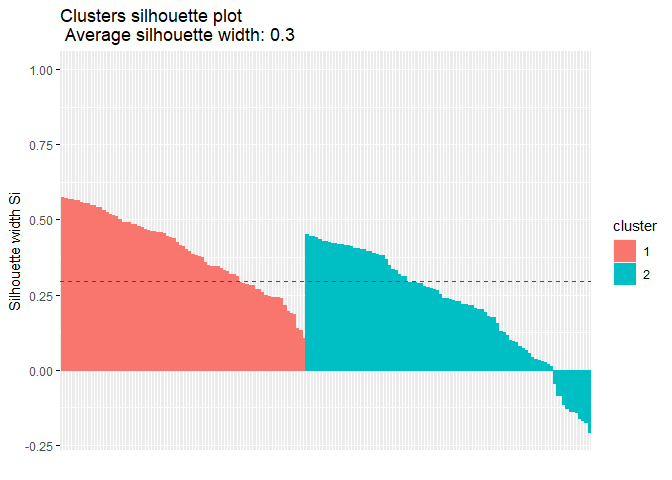 Clusters silhouette plot
Average silhouette width: 0.3
1.00
0.75
0.50
0.25
0.00
-0.25
Silhouette width Si
cluster
1
2